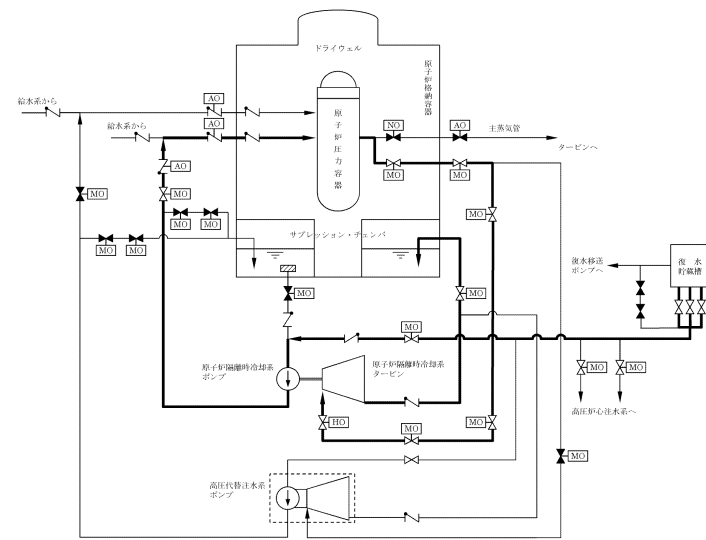 ドライウェル
原子炉格納容器
給水系から
AO
AO
給水系から
原子炉圧力容器
NO
AO
主蒸気管
タービンへ
AO
MO
MO
MO
MO
MO
MO
MO
サプレッション・チェンバ
MO
MO
MO
MO
復水移送
ポンプへ
復水
貯蔵槽
MO
MO
原子炉隔離時冷却系
ポンプ
原子炉隔離時冷却系
タービン
MO
MO
高圧炉心注水系へ
HO
MO
MO
MO
高圧代替注水系
ポンプ